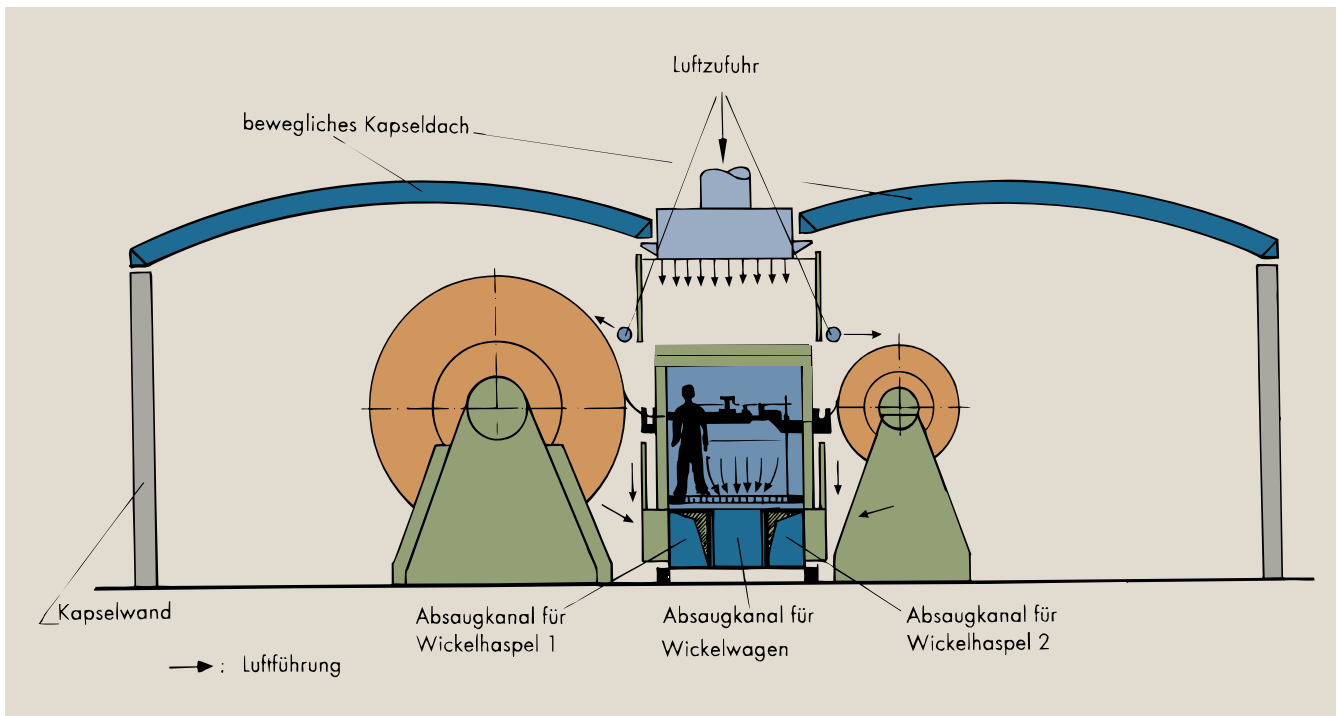 Luftzufuhr
bewegliches Kapseldach
Kapselwand
Absaugkanal für
Wickelhaspel 1
Absaugkanal für
Wickelwagen
Absaugkanal für
Wickelhaspel 2
: Luftführung